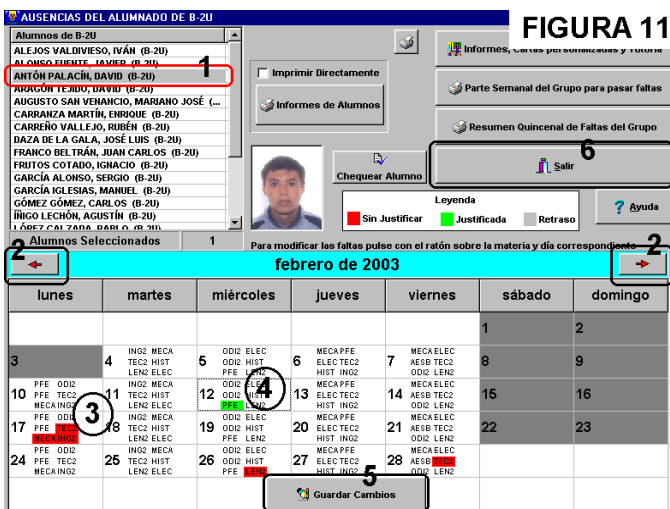 AUSENCIAS DEL ALUMNADO DE B-2U
FIGURA 11
Alumnos de B-2U
ALEJOS VALDIVIESO, IVÁN (B-2U)
ALONSO FUENTE, JAVIER (B-2U)
ANTÓN PALACÍN, DAVID (B-2U)
1
ARAGÓN TEJIDO, DAVID (B-2U)
AUGUSTO SAN VENANCIO, MARIANO JOSÉ (...
CARRANZA MARTÍN, ENRIQUE (B-2U)
CARREÑO VALLEJO, RUBÉN (B-2U)
DAZA DE LA GALA, JOSÉ LUIS (B-2U)
FRANCO BELTRÁN, JUAN CARLOS (B-2U)
FRUTOS COTADO, IGNACIO (B-2U)
GARCÍA ALONSO, SERGIO (B-2U)
GARCÍA IGLESIAS, MANUEL (B-2U)
GÓMEZ GÓMEZ, CARLOS (B-2U)
ÍÑIGO LECHÓN, AGUSTÍN (B-2U)
LÓPEZ CALZADA, PABLO (B-2U)
Alumnos Seleccionados 1
Imprimir Directamente
Informes de Alumnos
Informes, Cartas personalizadas y Tutoría
Parte Semanal del Grupo para pasar faltas
Resumen Quincenal de Faltas del Grupo
6
Salir
Chequear Alumno
Leyenda
Sin Justificar Justificada Retraso
Ayuda
Para modificar las faltas pulse con el ratón sobre la materia y día correspondiente
2 febrero de 2003 2
lunes martes miércoles jueves viernes sábado domingo
1 2
ING2 MECA ODI2 ELEC MECA PFE MECA ELEC
3 4 TEC2 HIST 5 ODI2 HIST 6 ELEC TEC2 7 AESB TEC2 8 9
LEN2 ELEC PFE LEN2 HIST ING2 ODI2 LEN2
PFE ODI2 ING2 MECA ODI2 ELEC MECA PFE MECA ELEC
10 PFE TEC2 11 TEC2 HIST 12 ODI2 HIST 13 ELEC TEC2 14 AESB TEC2 15 16
MECA ING2 LEN2 ELEC PFE LEN2 HIST ING2 ODI2 LEN2
3 4
PFE ODI2 ING2 MECA ODI2 ELEC MECA PFE MECA ELEC
17 PFE TEC2 18 TEC2 HIST 19 ODI2 HIST 20 ELEC TEC2 21 AESB TEC2 22 23
MECA ING2 LEN2 ELEC PFE LEN2 HIST ING2 ODI2 LEN2
PFE ODI2 ING2 MECA ODI2 ELEC MECA PFE MECA ELEC
24 PFE TEC2 25 TEC2 HIST 26 ODI2 HIST 27 ELEC TEC2 28 AESB TEC2
MECA ING2 LEN2 ELEC PFE LEN2 HIST ING2 ODI2 LEN2
5
Guardar Cambios